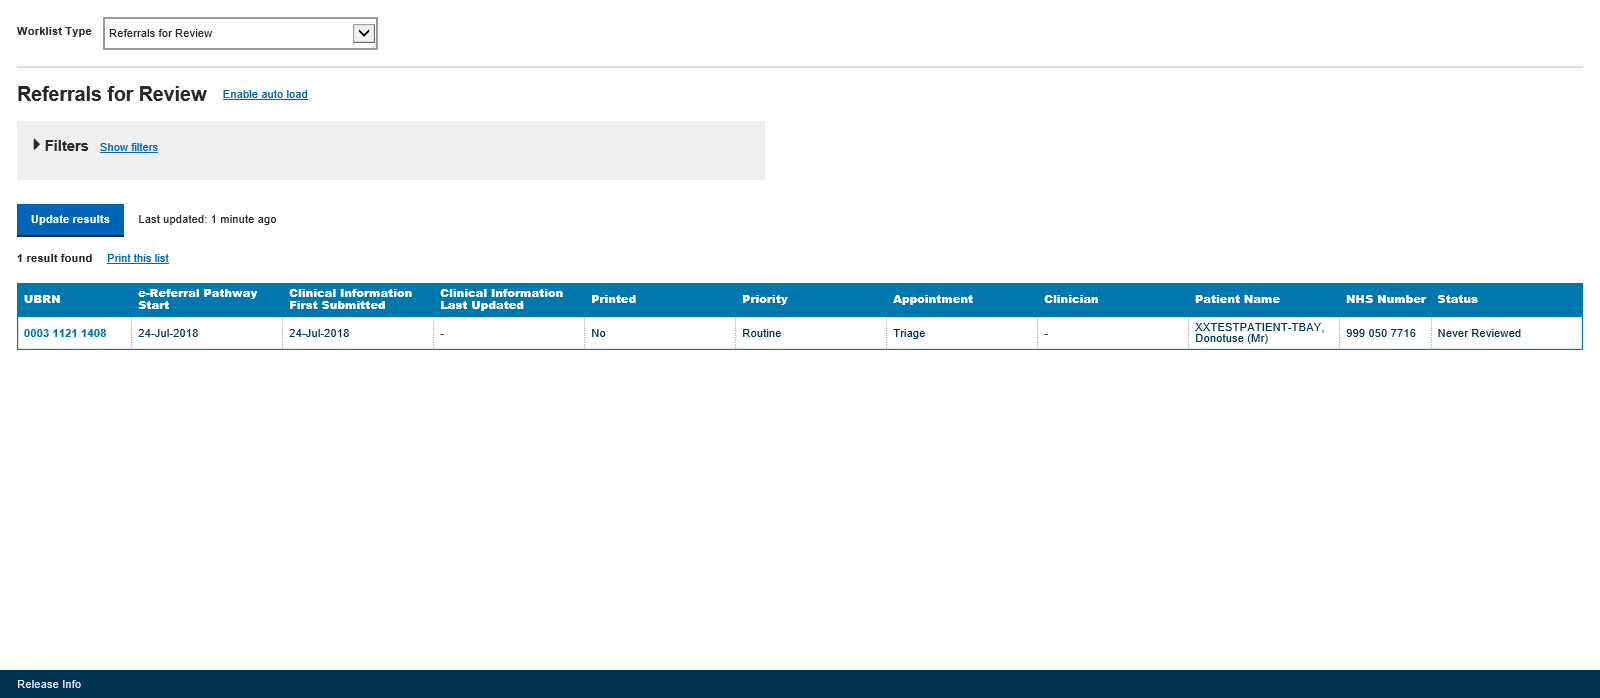 Worklist Type
Referrals for Review
Referrals for Review Enable auto load
Filters Show filters
Update results Last updated: 1 minute ago
1 result found Print this list
UBRN e-Referral Pathway Start Clinical Information First Submitted Clinical Information Last Updated Printed Priority Appointment Clinician Patient Name NHS Number Status
0003 1121 1408 24-Jul-2018 24-Jul-2018 - No Routine Triage - XXTESTPATIENT-TBAY, Donotuse (Mr) 999 050 7716 Never Reviewed
Release Info